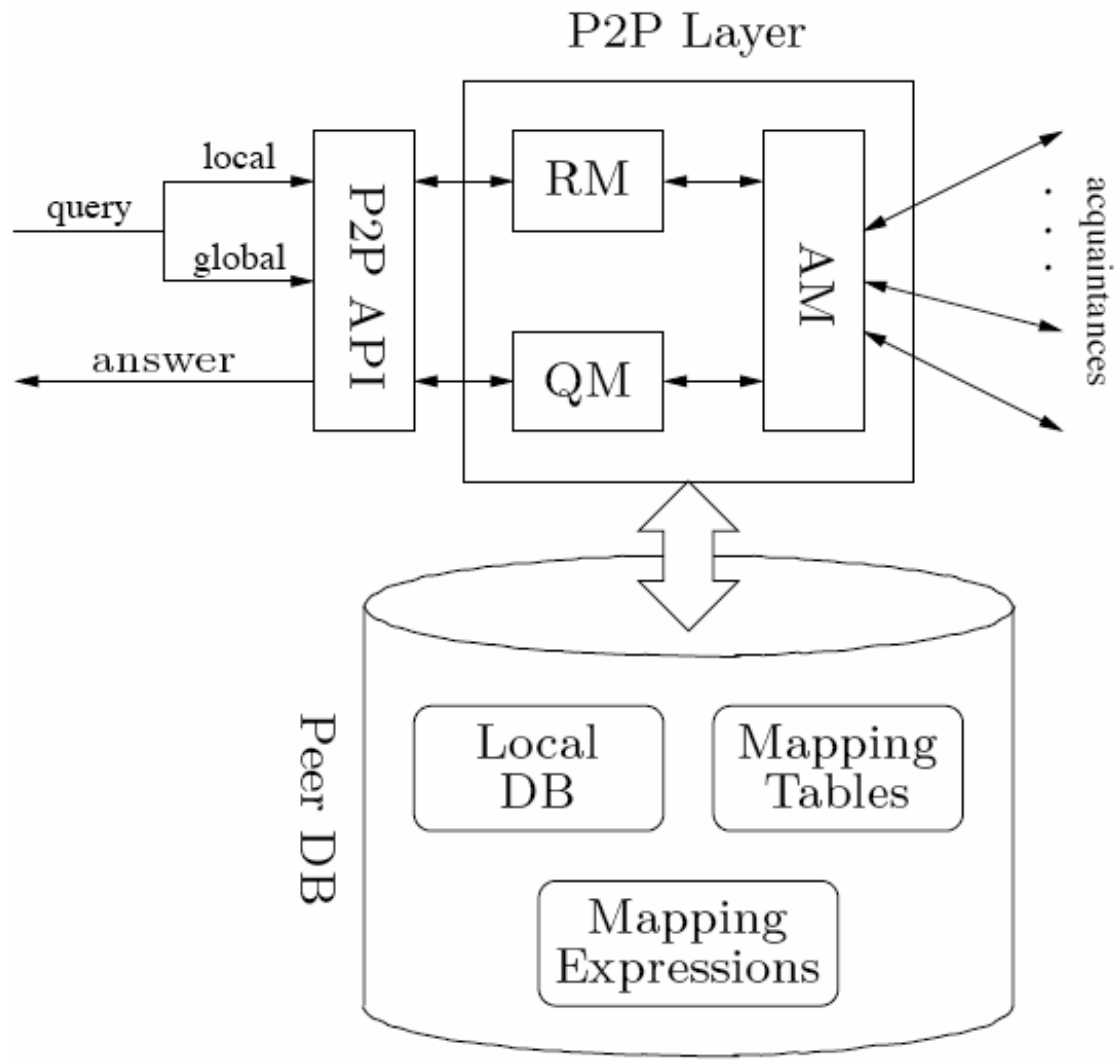 P2P Layer
local
query
global
answer
P2P API
RM
QM
AM
acquaintances
Peer DB
Local
DB
Mapping
Tables
Mapping
Expressions